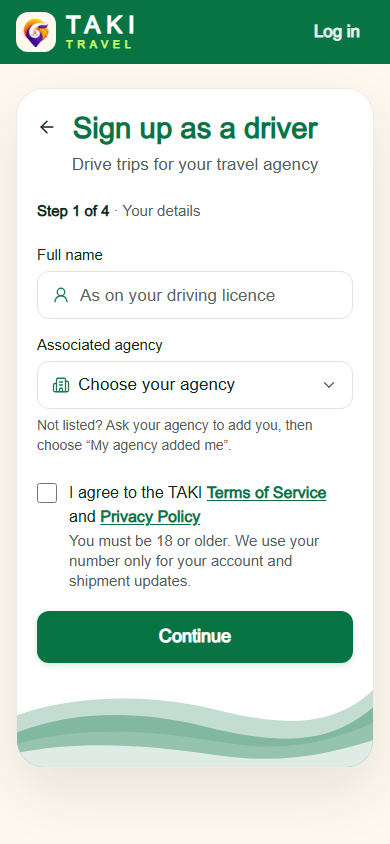 TAKI
TRAVEL
Log in
Sign up as a driver
Drive trips for your travel agency
Step 1 of 4 · Your details
Full name
As on your driving licence
Associated agency
Choose your agency
Not listed? Ask your agency to add you, then
choose “My agency added me”.
I agree to the TAKI Terms of Service
and Privacy Policy
You must be 18 or older. We use your
number only for your account and
shipment updates.
Continue